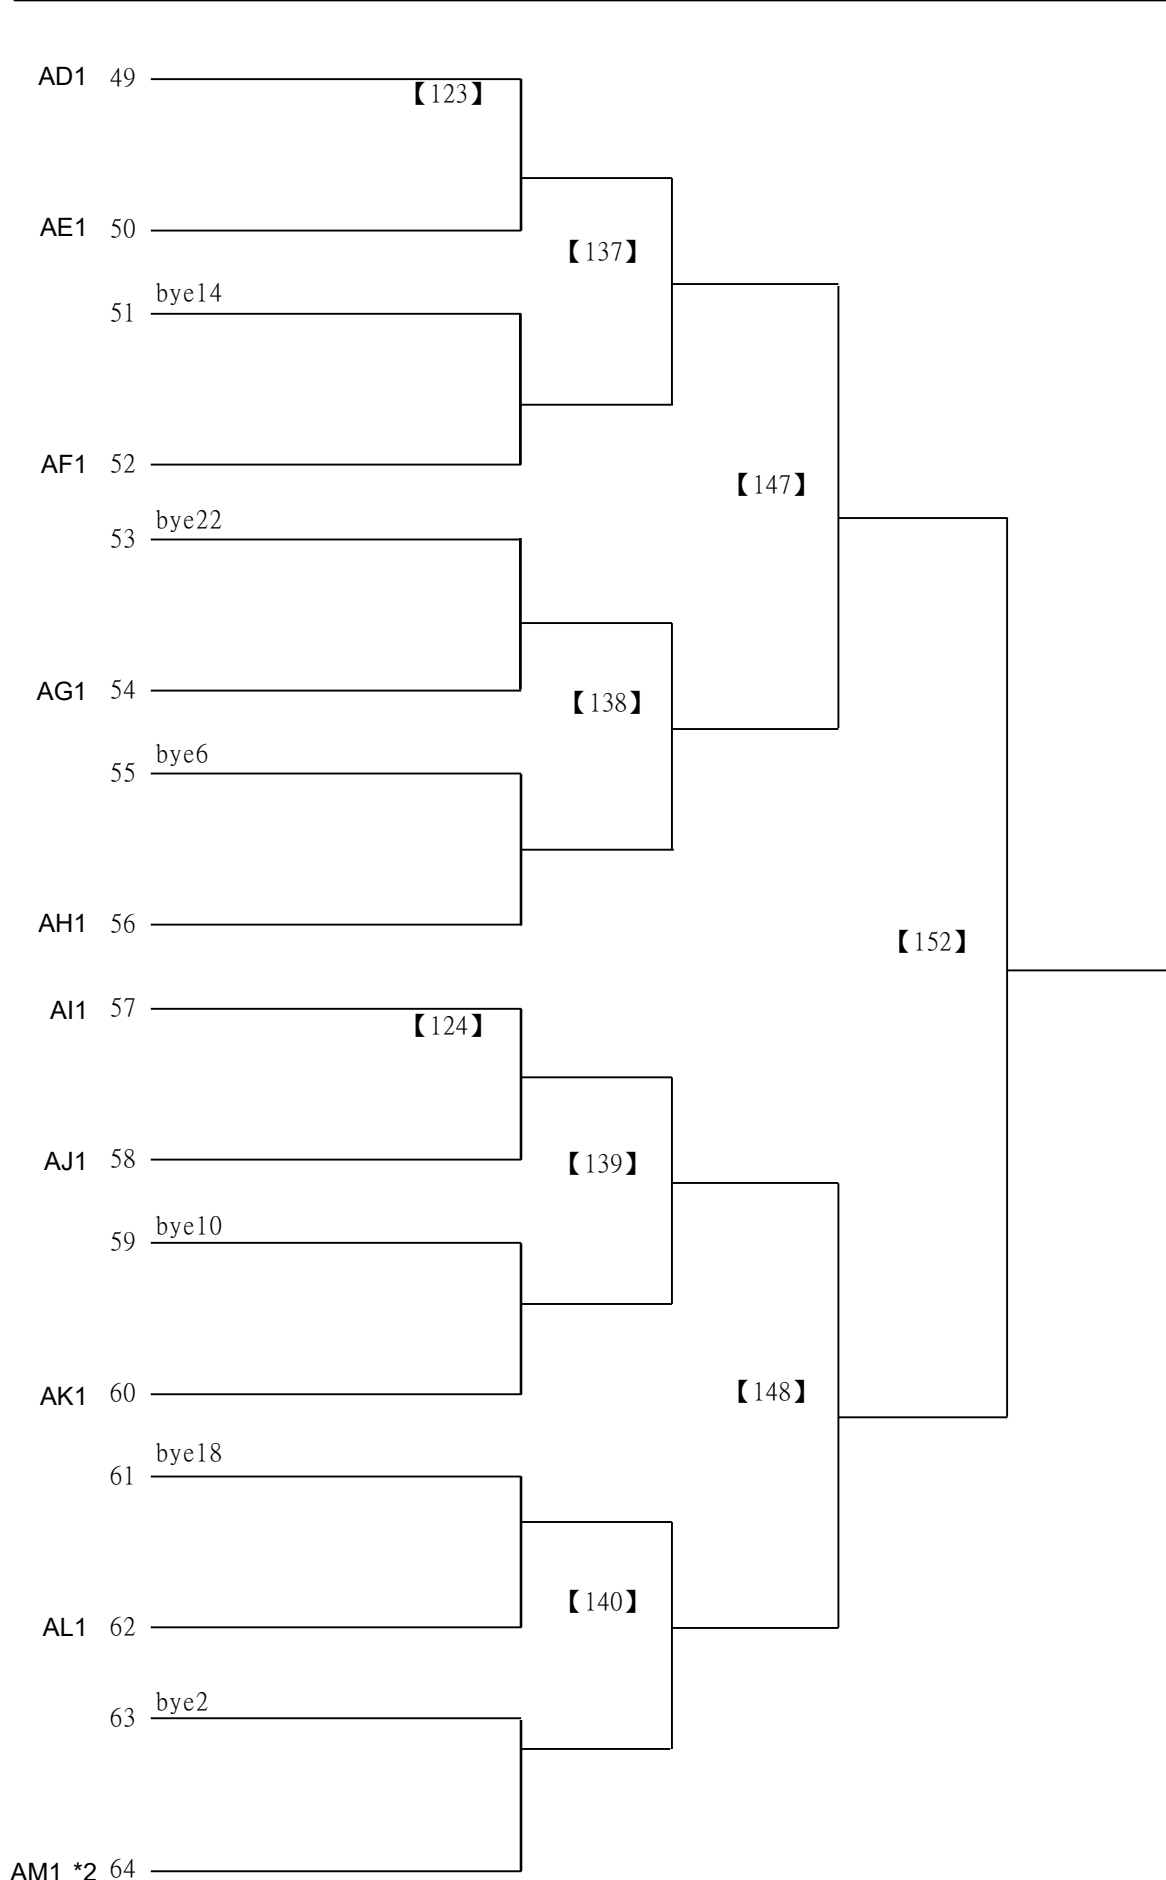 AD1 49
【123】
AE1 50
【137】
bye14
51
AF1 52
【147】
bye22
53
AG1 54
【138】
bye6
55
AH1 56
【152】
AI1 57
【124】
AJ1 58
【139】
bye10
59
AK1 60
【148】
bye18
61
【140】
AL1 62
bye2
63
AM1 *2 64